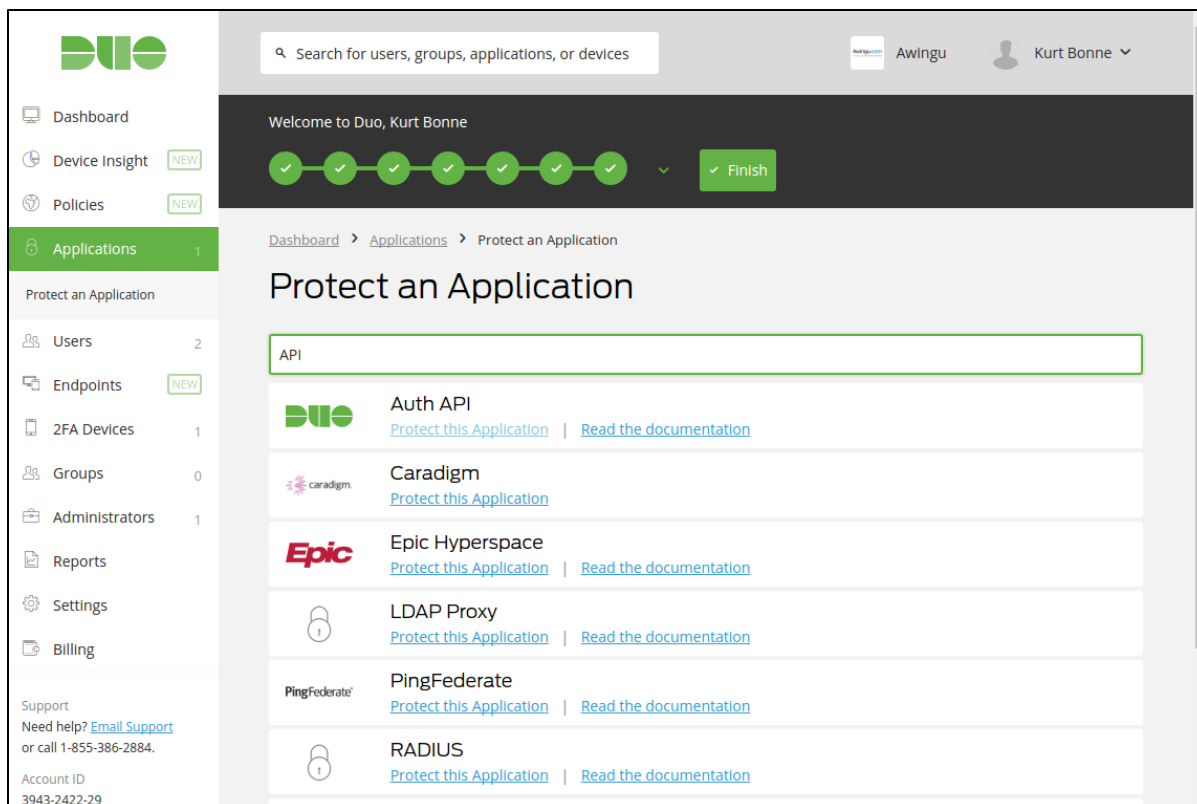 DUO
Search for users, groups, applications, or devices
Awingu.com
Awingu
Kurt Bonne
Dashboard
Device Insight NEW
Policies NEW
Applications 1
Protect an Application
Users 2
Endpoints NEW
2FA Devices 1
Groups 0
Administrators 1
Reports
Settings
Billing
Support
Need help? Email Support
or call 1-855-386-2884.
Account ID
3943-2422-29
Welcome to Duo, Kurt Bonne
Finish
Dashboard > Applications > Protect an Application
Protect an Application
API
DUO
Auth API
Protect this Application | Read the documentation
caradigm.
Caradigm
Protect this Application
Epic
Epic Hyperspace
Protect this Application | Read the documentation
LDAP Proxy
Protect this Application | Read the documentation
PingFederate
PingFederate
Protect this Application | Read the documentation
RADIUS
Protect this Application | Read the documentation